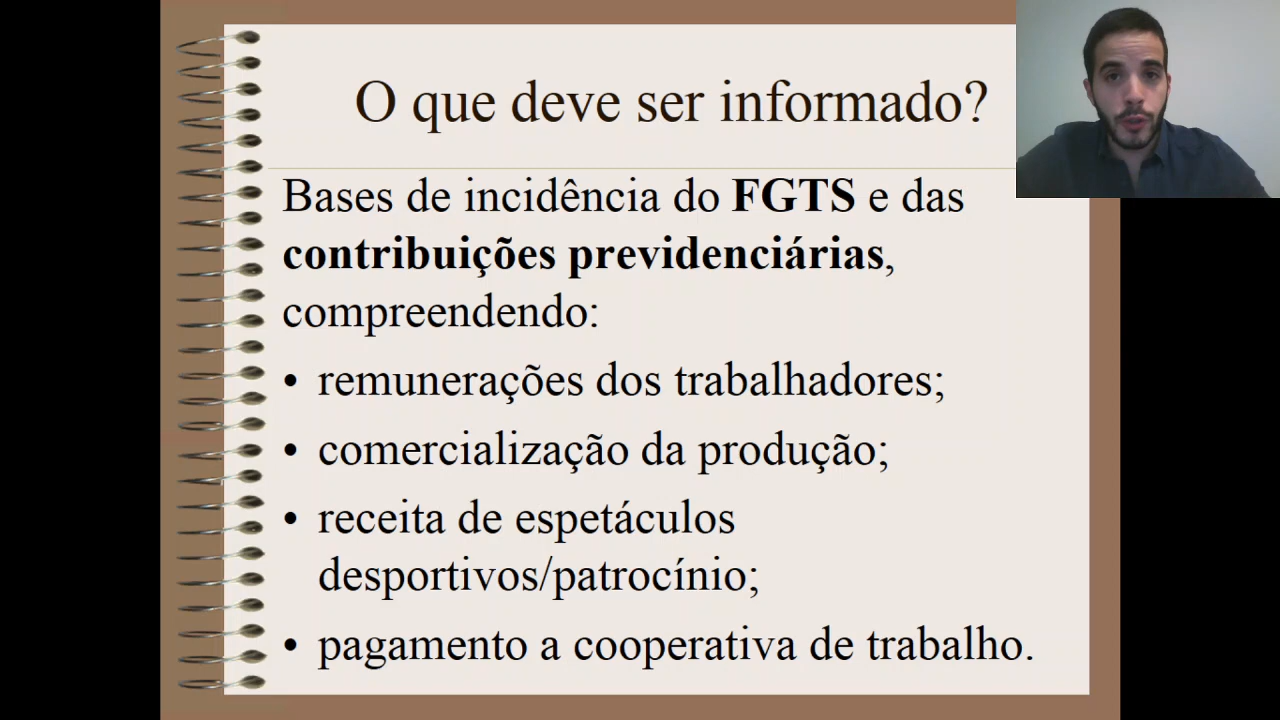 O que deve ser informado?
Bases de incidência do FGTS e das
contribuições previdenciárias,
compreendendo:
• remunerações dos trabalhadores;
• comercialização da produção;
• receita de espetáculos
desportivos/patrocínio;
• pagamento a cooperativa de trabalho.